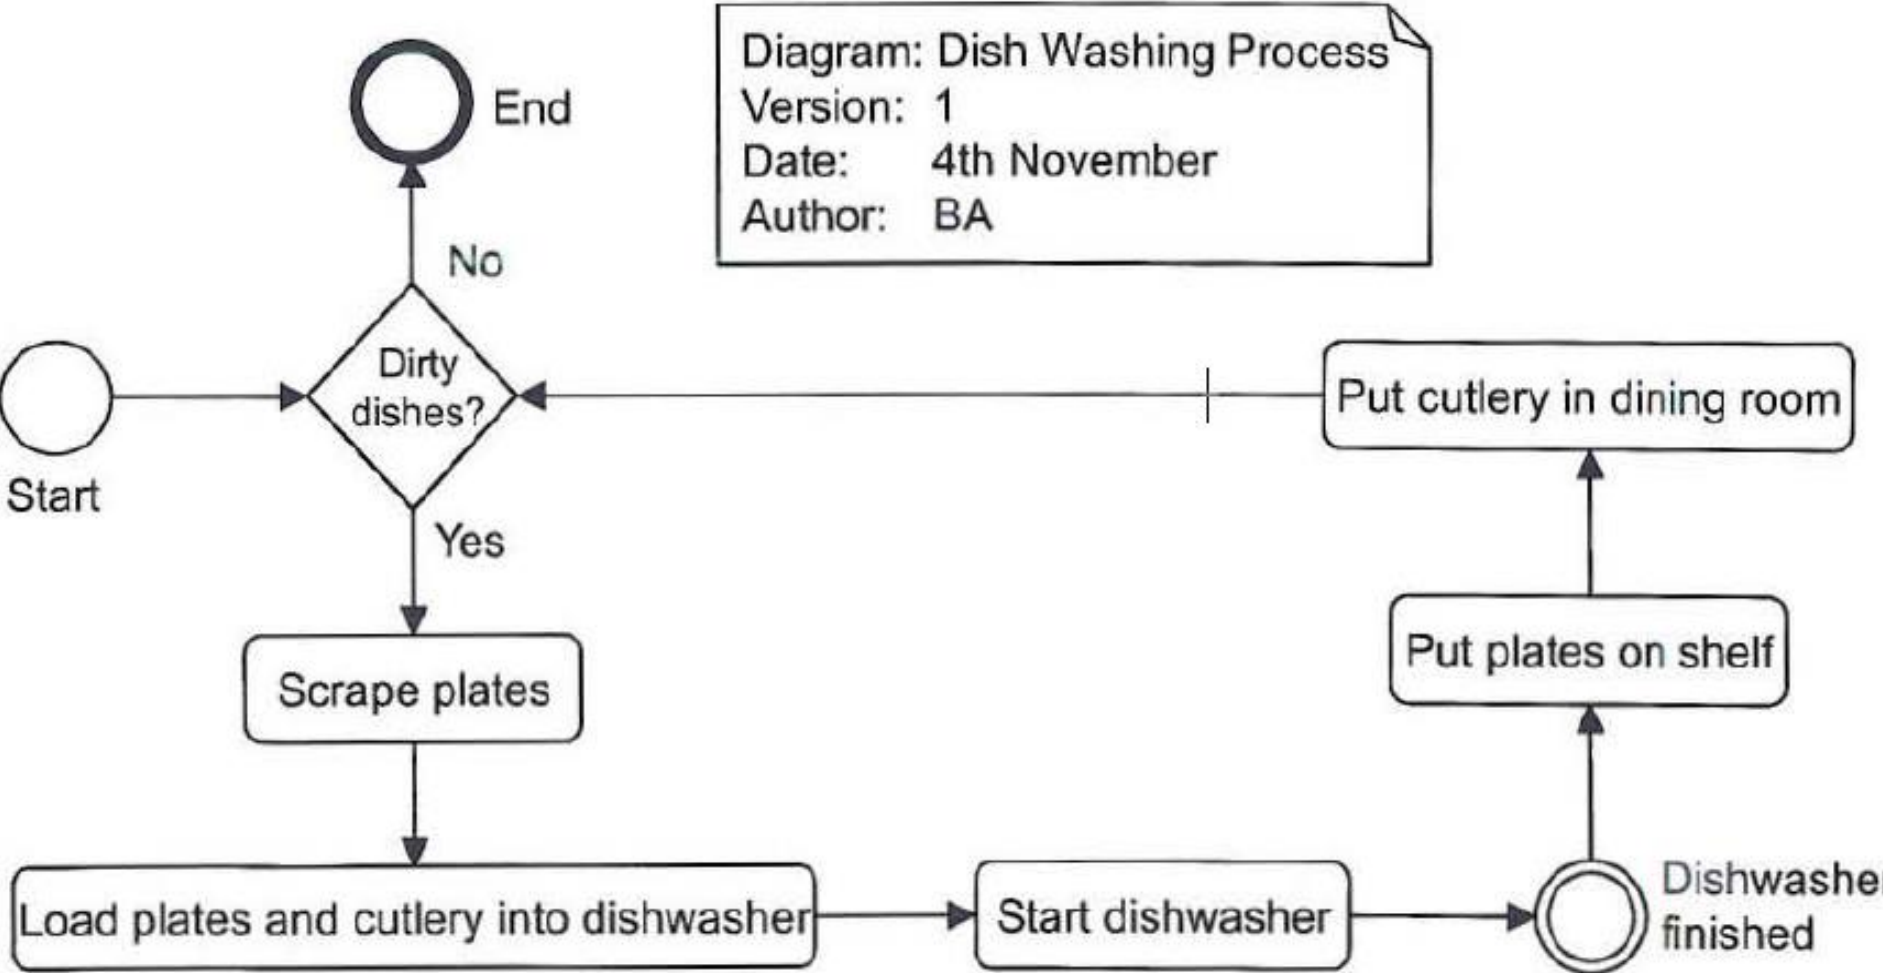 Diagram: Dish Washing Process
Version: 1
Date: 4th November
Author: BA
End
No
Dirty
dishes?
Start
Yes
Put cutlery in dining room
Put plates on shelf
Scrape plates
Load plates and cutlery into dishwasher
Start dishwasher
Dishwasher
finished